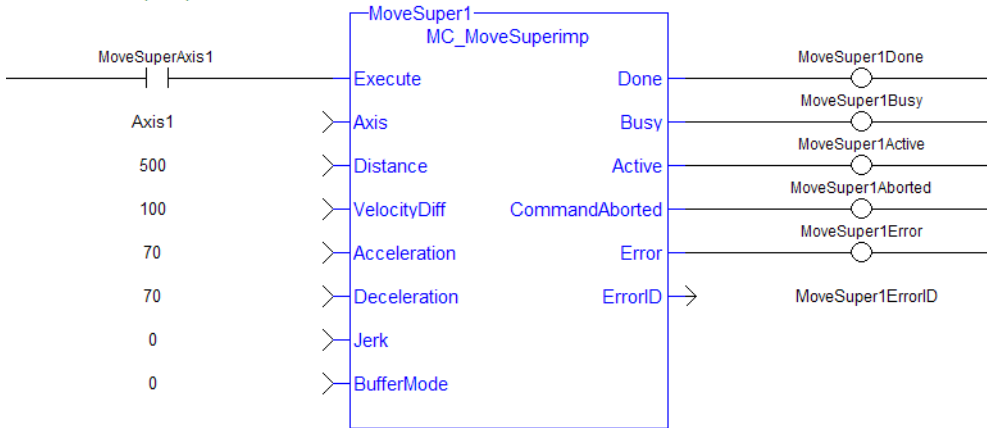 MoveSuper1
MC_MoveSuperimp
MoveSuperAxis1
Execute
Done
MoveSuper1Done
Axis1
Axis
Busy
MoveSuper1Busy
500
Distance
Active
MoveSuper1Active
100
VelocityDiff
CommandAborted
MoveSuper1Aborted
70
Acceleration
Error
MoveSuper1Error
70
Deceleration
ErrorID
MoveSuper1ErrorID
0
Jerk
0
BufferMode